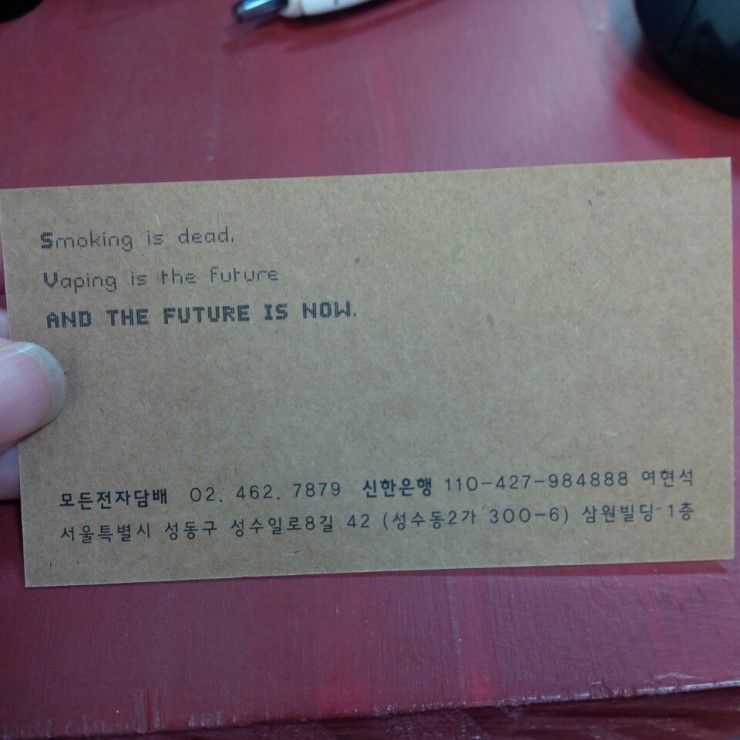 Smoking is dead.
Vaping is the future
AND THE FUTURE IS NOW.
모든전자담배 02. 462. 7879 신한은행 110-427-984888 여현석
서울특별시 성동구 성수일로8길 42 (성수동2가 300-6) 삼원빌딩 1층